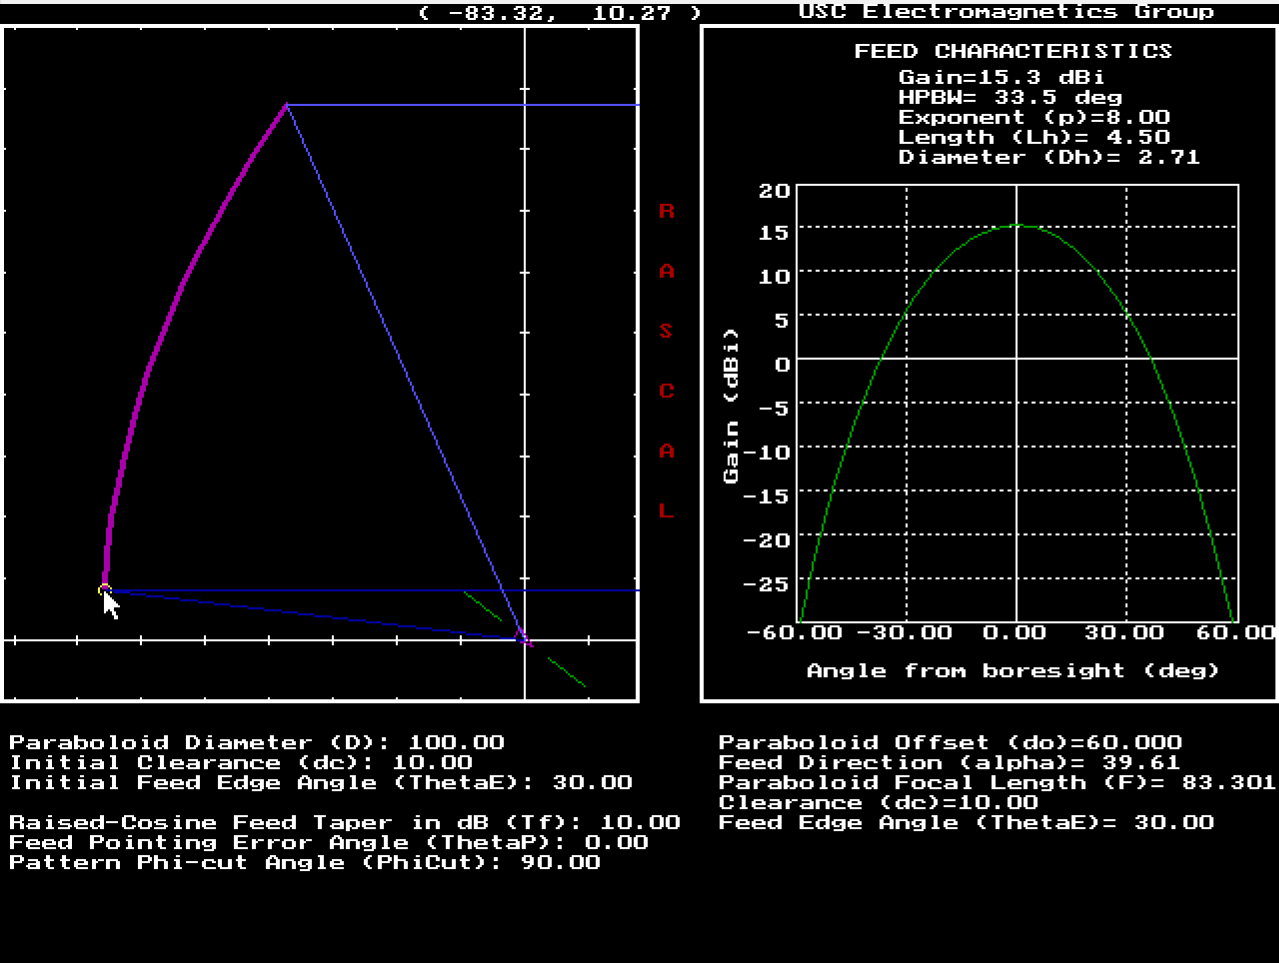 ( -83.32, 10.27 ) USC Electromagnetics Group
R
A
S
C
A
L
FEED CHARACTERISTICS
Gain=15.3 dBi
HPBW= 33.5 deg
Exponent (p)=8.00
Length (Lh)= 4.50
Diameter (Dh)= 2.71
20
15
10
5
0
-5
-10
-15
-20
-25
Gain (dBi)
-60.00 -30.00 0.00 30.00 60.00
Angle from boresight (deg)
Paraboloid Diameter (D): 100.00
Initial Clearance (dc): 10.00
Initial Feed Edge Angle (ThetaE): 30.00
Raised-Cosine Feed Taper in dB (Tf): 10.00
Feed Pointing Error Angle (ThetaP): 0.00
Pattern Phi-cut Angle (PhiCut): 90.00
Paraboloid Offset (do)=60.000
Feed Direction (alpha)= 39.61
Paraboloid Focal Length (F)= 83.301
Clearance (dc)=10.00
Feed Edge Angle (ThetaE)= 30.00